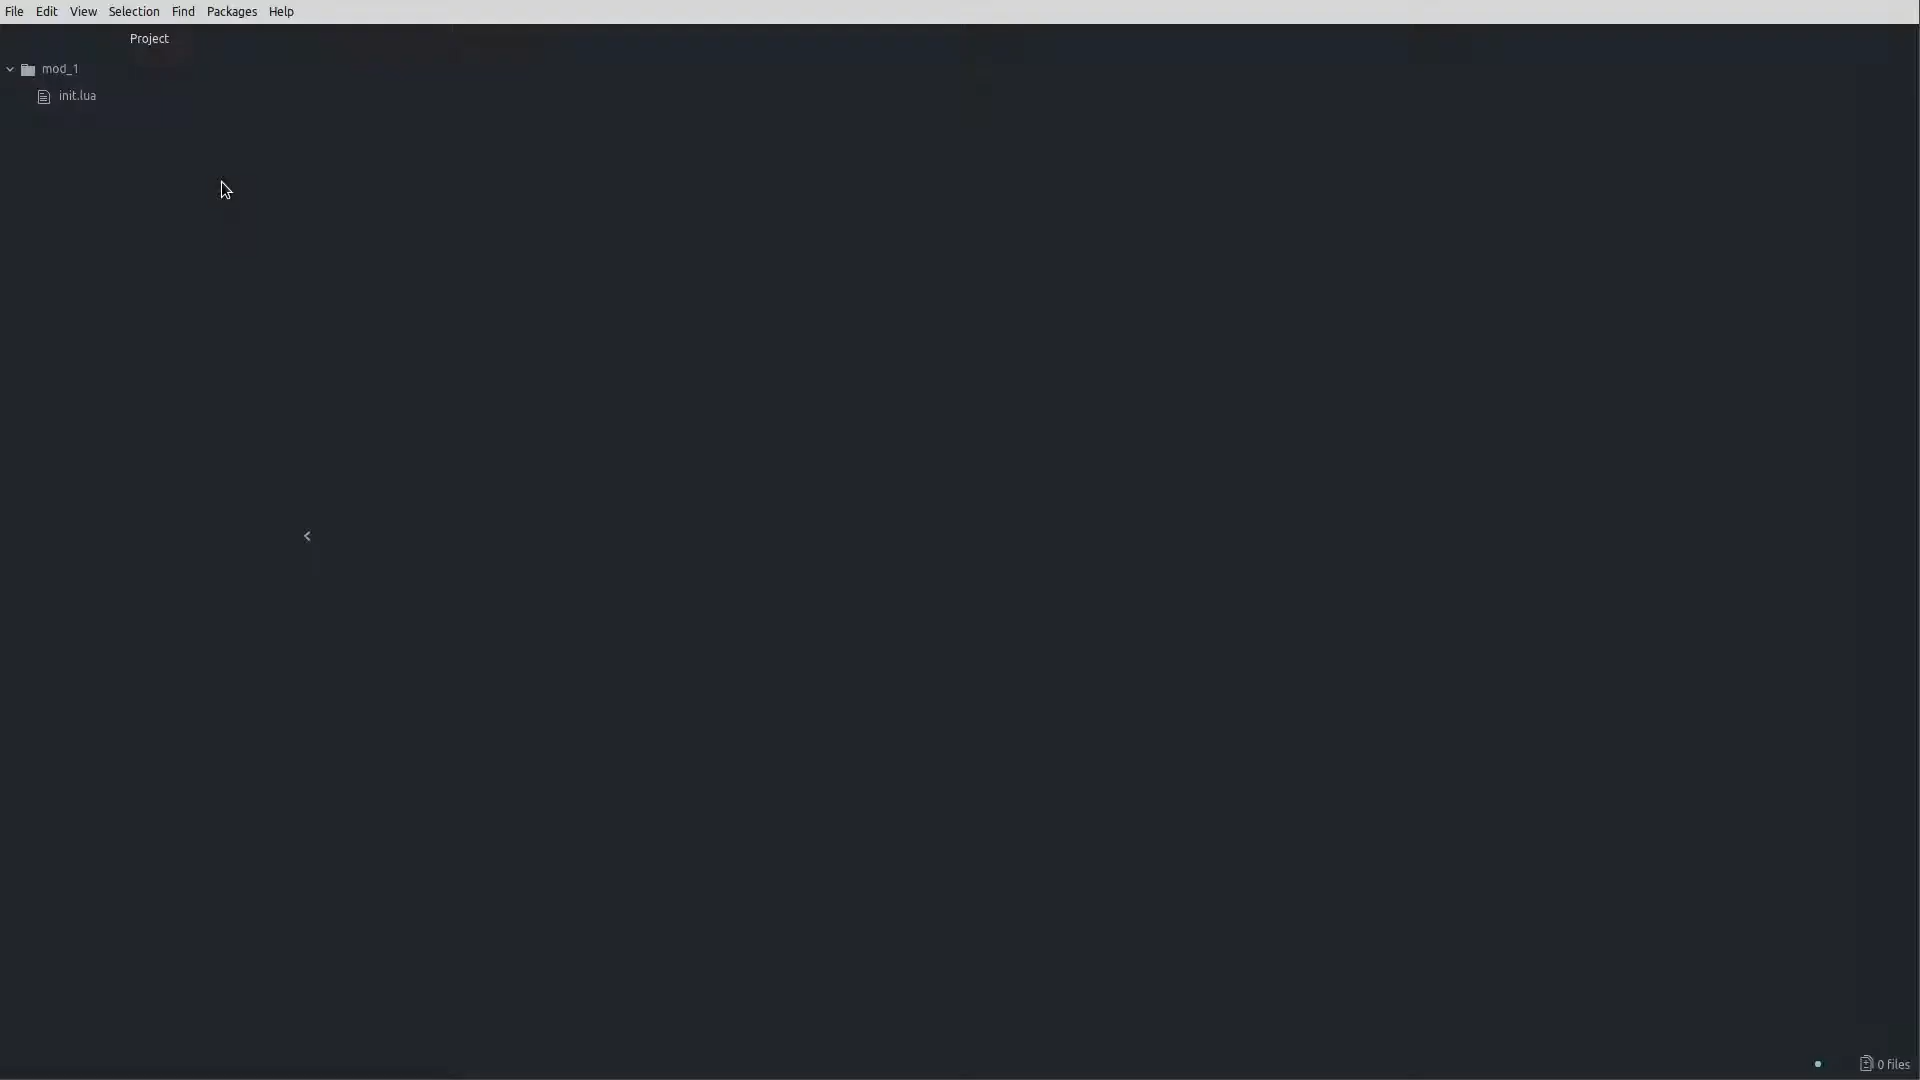 File Edit View Selection Find Packages Help
Project
mod_1
init.lua
0 files